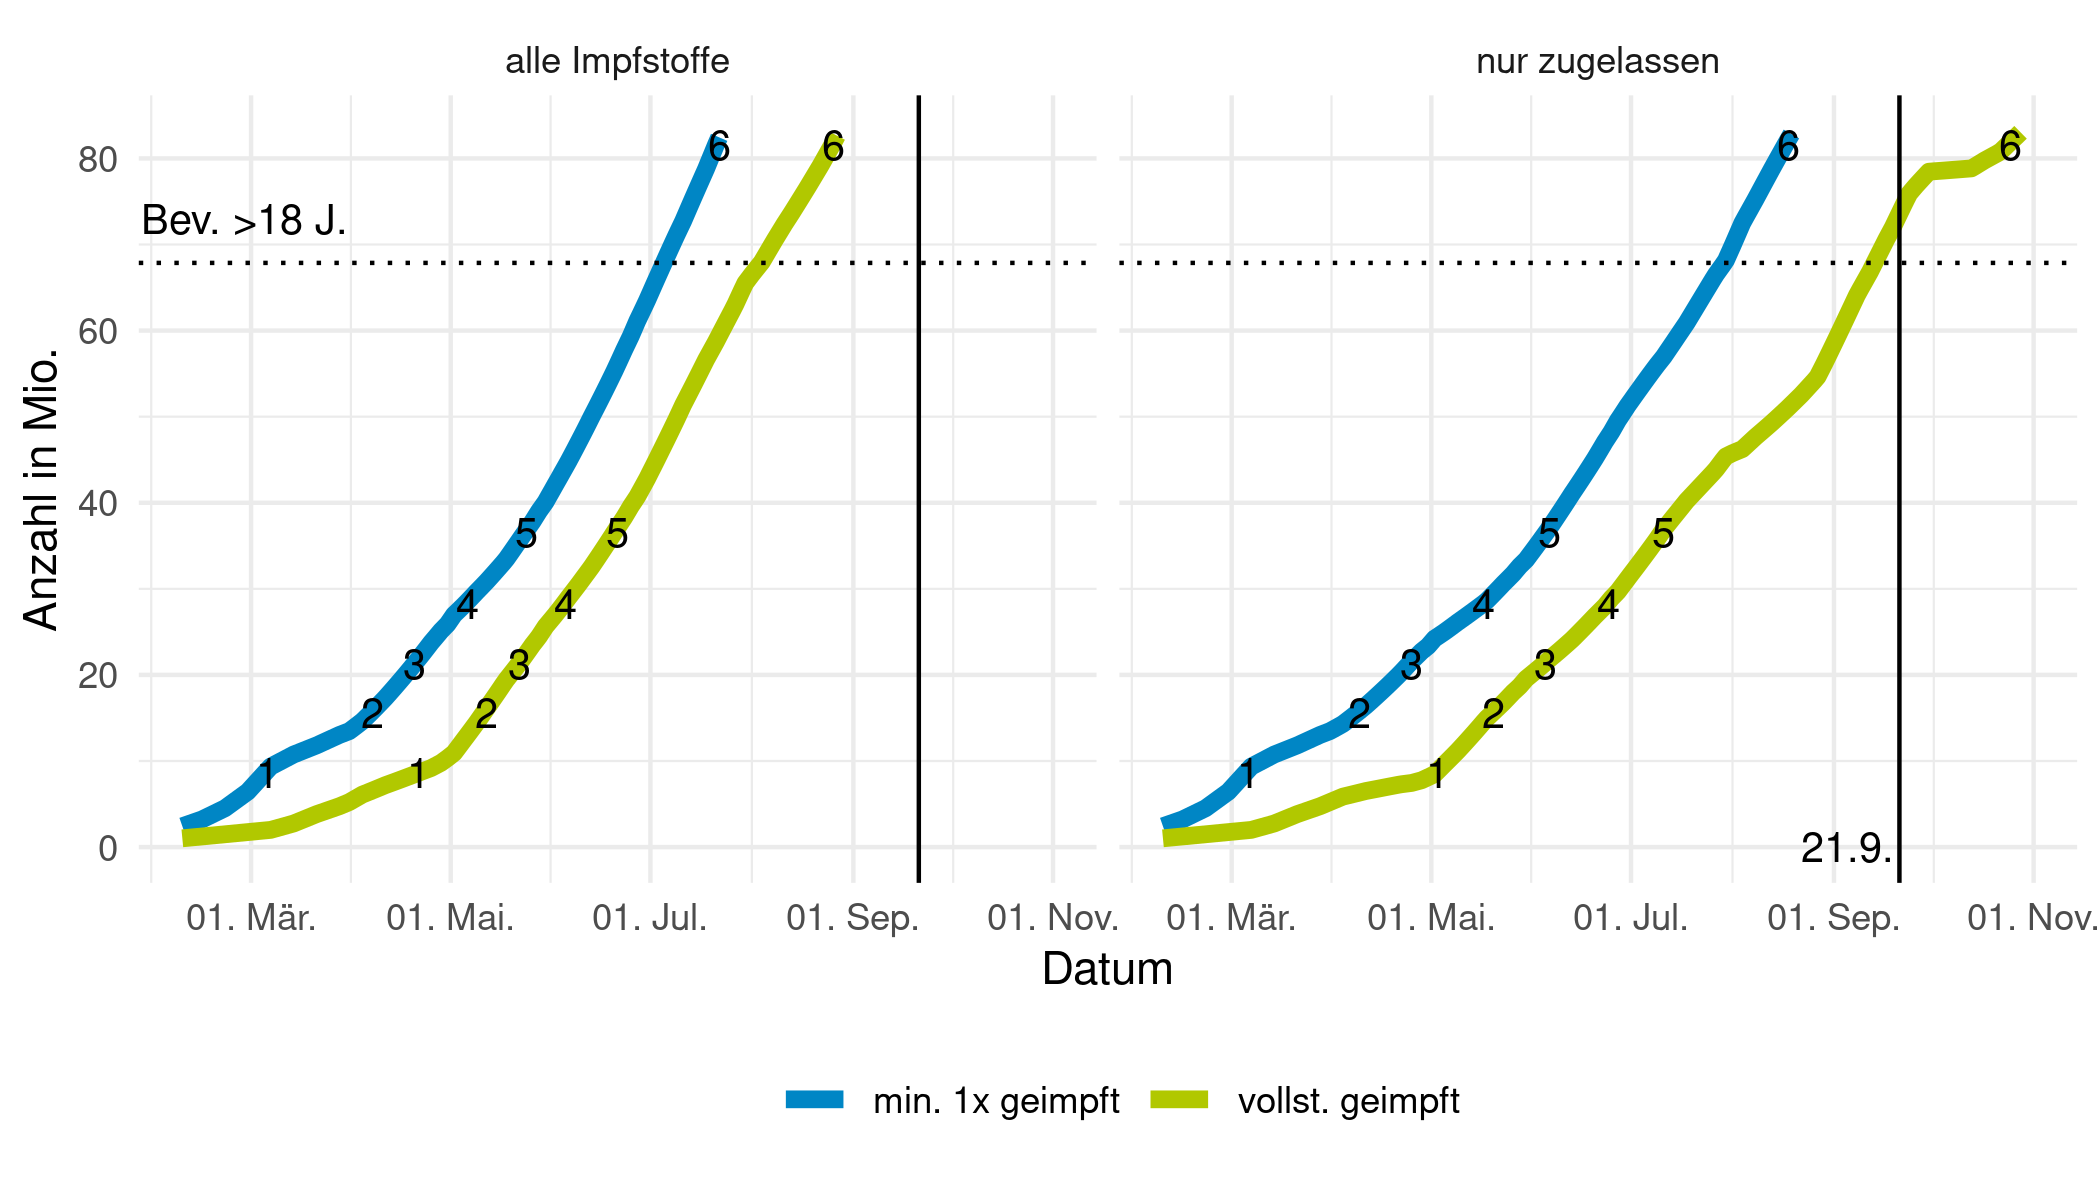 alle Impfstoffe
nur zugelassen
Anzahl in Mio.
80
60
40
20
0
Bev. >18 J.
1
2
3
4
5
6
1
2
3
4
5
6
1
2
3
4
5
6
1
2
3
4
5
6
21.9.
01. Mär.
01. Mai.
01. Jul.
01. Sep.
01. Nov.
01. Mär.
01. Mai.
01. Jul.
01. Sep.
01. Nov.
Datum
min. 1x geimpft
vollst. geimpft